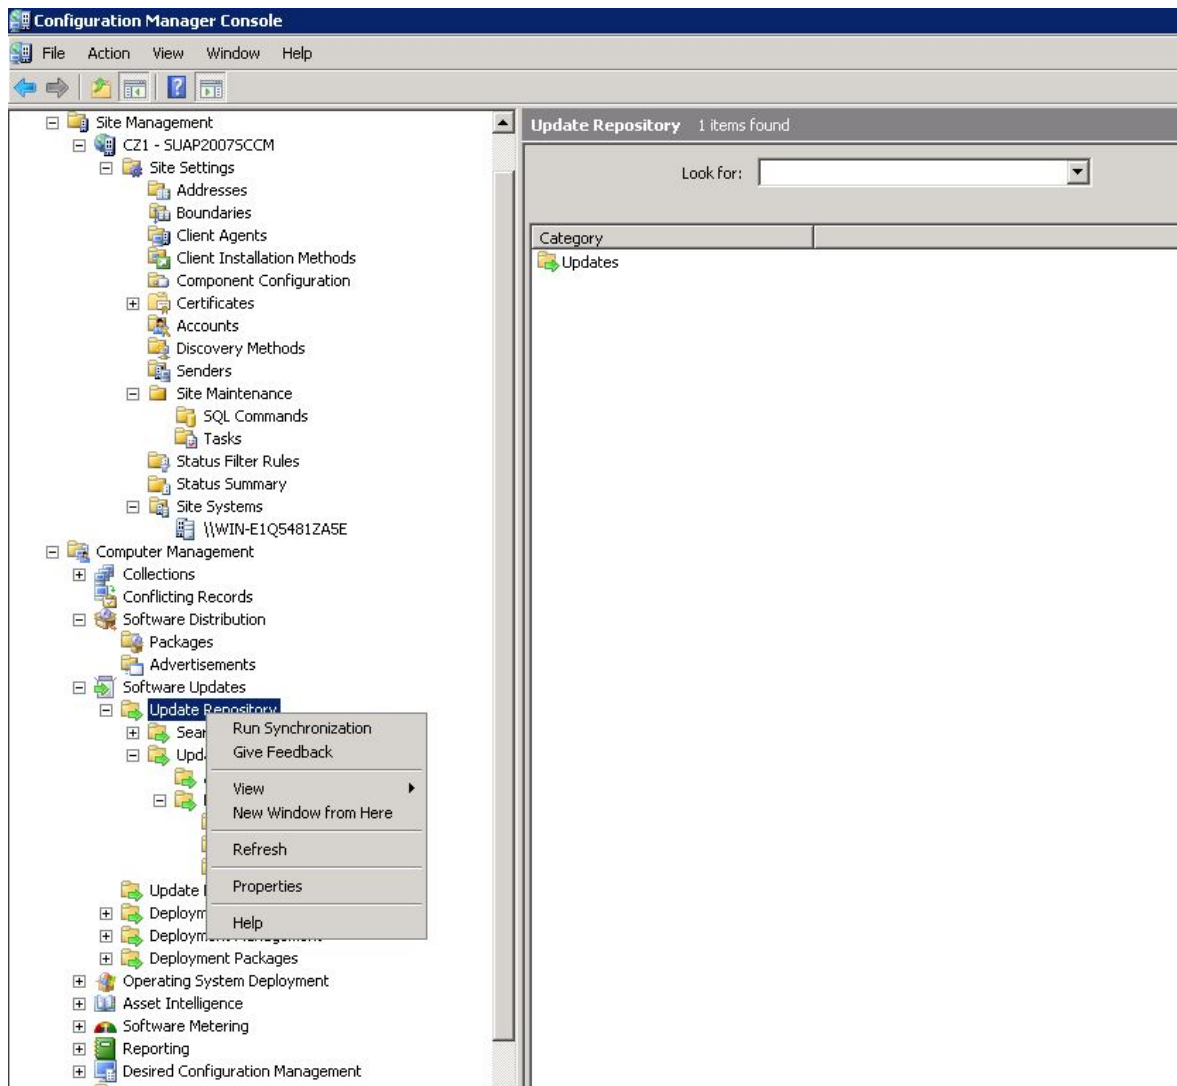 Configuration Manager Console
File Action View Window Help
Site Management
CZ1 - SUAP2007SCCM
Site Settings
Addresses
Boundaries
Client Agents
Client Installation Methods
Component Configuration
Certificates
Accounts
Discovery Methods
Senders
Site Maintenance
SQL Commands
Tasks
Status Filter Rules
Status Summary
Site Systems
\\WIN-E1Q5481ZA5E
Computer Management
Collections
Conflicting Records
Software Distribution
Packages
Advertisements
Software Updates
Update Repository
Run Synchronization
Give Feedback
View
New Window from Here
Refresh
Properties
Help
Update
Deployment Management
Deployment Packages
Operating System Deployment
Asset Intelligence
Software Metering
Reporting
Desired Configuration Management
Update Repository 1 items found
Look for:
Category
Updates